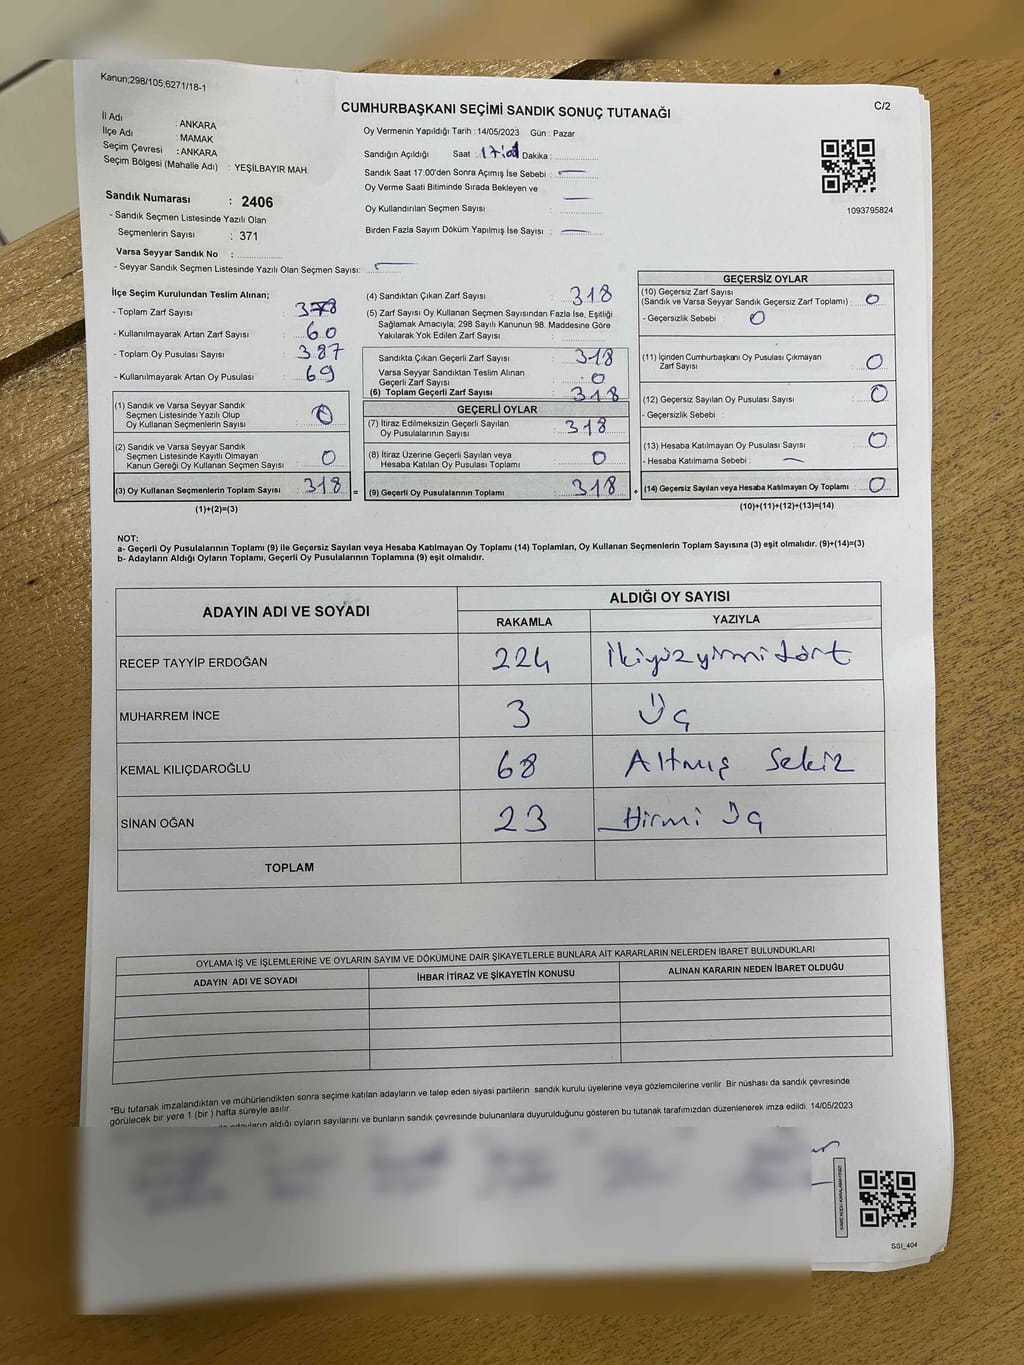 Kanun;298/105,6271/18-1
CUMHURBAŞKANI SEÇİMİ SANDIK SONUÇ TUTANAĞI
C/2
İl Adı : ANKARA
İlçe Adı : MAMAK
Seçim Çevresi : ANKARA
Seçim Bölgesi (Mahalle Adı) : YEŞİLBAYIR MAH.
Oy Vermenin Yapıldığı Tarih : 14/05/2023 Gün : Pazar
Sandığın Açıldığı Saat : 17:01 Dakika :
Sandık Saat 17:00'den Sonra Açımış İse Sebebi :
Oy Verme Saati Bitiminde Sırada Bekleyen ve
Oy Kullandırılan Seçmen Sayısı :
Birden Fazla Sayım Döküm Yapılmış İse Sayısı :
1093795824
Sandık Numarası : 2406
- Sandık Seçmen Listesinde Yazılı Olan
Seçmenlerin Sayısı : 371
Varsa Seyyar Sandık No :
- Seyyar Sandık Seçmen Listesinde Yazılı Olan Seçmen Sayısı:
İlçe Seçim Kurulundan Teslim Alınan;
- Toplam Zarf Sayısı : 378
- Kullanılmayarak Artan Zarf Sayısı : 60
- Toplam Oy Pusulası Sayısı : 387
- Kullanılmayarak Artan Oy Pusulası : 69
(1) Sandık ve Varsa Seyyar Sandık
Seçmen Listesinde Yazılı Olup
Oy Kullanan Seçmenlerin Sayısı : 0
(2) Sandık ve Varsa Seyyar Sandık
Seçmen Listesinde Kayıtlı Olmayan
Kanun Gereği Oy Kullanan Seçmen Sayısı : 0
(3) Oy Kullanan Seçmenlerin Toplam Sayısı : 318 =
(1)+(2)=(3)
(4) Sandıktan Çıkan Zarf Sayısı : 318
(5) Zarf Sayısı Oy Kullanan Seçmen Sayısından Fazla İse, Eşitliği
Sağlamak Amacıyla; 298 Sayılı Kanunun 98. Maddesine Göre
Yakılarak Yok Edilen Zarf Sayısı :
Sandıkta Çıkan Geçerli Zarf Sayısı : 318
Varsa Seyyar Sandıktan Teslim Alınan
Geçerli Zarf Sayısı : 0
(6) Toplam Geçerli Zarf Sayısı : 318
GEÇERLİ OYLAR
(7) İtiraz Edilmeksizin Geçerli Sayılan
Oy Pusulalarının Sayısı : 318
(8) İtiraz Üzerine Geçerli Sayılan veya
Hesaba Katılan Oy Pusulası Toplamı : 0
(9) Geçerli Oy Pusulalarının Toplamı : 318 +
GEÇERSİZ OYLAR
(10) Geçersiz Zarf Sayısı
(Sandık ve Varsa Seyyar Sandık Geçersiz Zarf Toplamı) : 0
- Geçersizlik Sebebi : 0
(11) İçinden Cumhurbaşkanı Oy Pusulası Çıkmayan
Zarf Sayısı : 0
(12) Geçersiz Sayılan Oy Pusulası Sayısı : 0
- Geçersizlik Sebebi :
(13) Hesaba Katılmayan Oy Pusulası Sayısı : 0
- Hesaba Katılmama Sebebi :
(14) Geçersiz Sayılan veya Hesaba Katılmayan Oy Toplamı : 0
(10)+(11)+(12)+(13)=(14)
NOT:
a- Geçerli Oy Pusulalarının Toplamı (9) ile Geçersiz Sayılan veya Hesaba Katılmayan Oy Toplamı (14) Toplamları, Oy Kullanan Seçmenlerin Toplam Sayısına (3) eşit olmalıdır. (9)+(14)=(3)
b- Adayların Aldığı Oyların Toplamı, Geçerli Oy Pusulalarının Toplamına (9) eşit olmalıdır.
ADAYIN ADI VE SOYADI
ALDIĞI OY SAYISI
RAKAMLA YAZIYLA
RECEP TAYYİP ERDOĞAN 224 İkiyüzyirmidört
MUHARREM İNCE 3 Üç
KEMAL KILIÇDAROĞLU 68 Altmış Sekiz
SİNAN OĞAN 23 Yirmi Üç
TOPLAM
OYLAMA İŞ VE İŞLEMLERİNE VE OYLARIN SAYIM VE DÖKÜMÜNE DAİR ŞİKAYETLERLE BUNLARA AİT KARARLARIN NELERDEN İBARET BULUNDUKLARI
ADAYIN ADI VE SOYADI İHBAR İTİRAZ VE ŞİKAYETİN KONUSU ALINAN KARARIN NEDEN İBARET OLDUĞU
*Bu tutanak imzalandıktan ve mühürlendikten sonra seçime katılan adayların ve talep eden siyasi partilerin sandık kurulu üyelerine veya gözlemcilerine verilir. Bir nüshası da sandık çevresinde
görülecek bir yere 1 (bir ) hafta süreyle asılır.
adayların aldığı oyların sayılarını ve bunların sandık çevresinde bulunanlara duyurulduğunu gösteren bu tutanak tarafımızdan düzenlenerek imza edildi. 14/05/2023
SSI_404